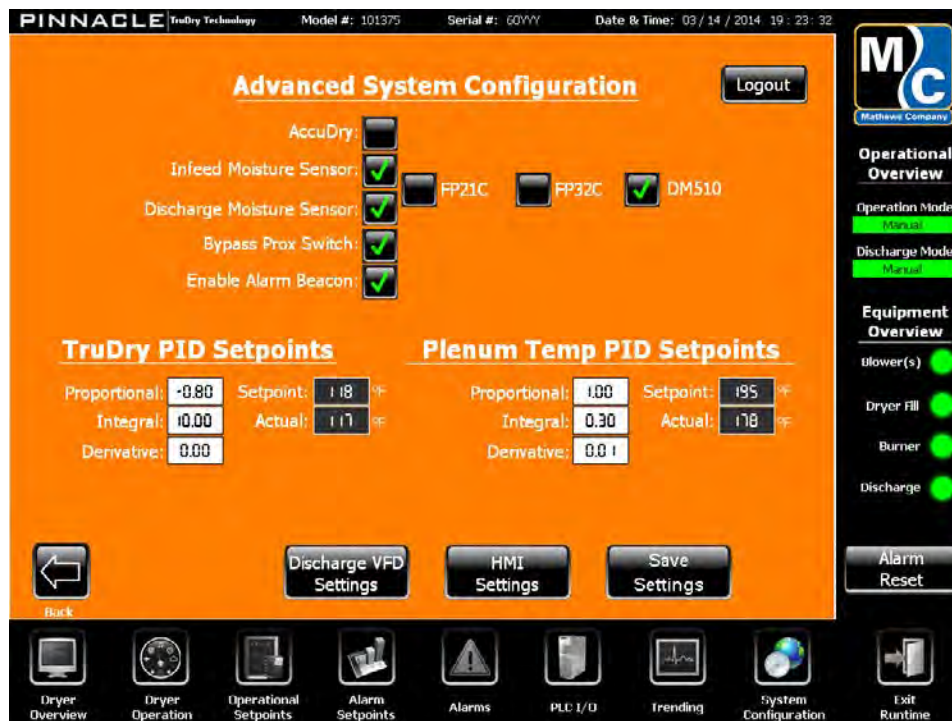 PINNACLE TruDry Technology Model #: 101375 Serial #: 60YYY Date & Time: 03/14/2014 19:23:32
Advanced System Configuration
Logout
AccuDry:
Infeed Moisture Sensor:
FP21C FP32C DM510
Discharge Moisture Sensor:
Bypass Prox Switch:
Enable Alarm Beacon:
TruDry PID Setpoints
Proportional: -0.80 Setpoint: 118 °F
Integral: 10.00 Actual: 117 °F
Derivative: 0.00
Plenum Temp PID Setpoints
Proportional: 1.00 Setpoint: 195 °F
Integral: 0.30 Actual: 178 °F
Derivative: 0.01
Back
Discharge VFD
Settings
HMI
Settings
Save
Settings
MC
Mathews Company
Operational
Overview
Operation Mode
Manual
Discharge Mode
Manual
Equipment
Overview
Blower(s)
Dryer Fill
Burner
Discharge
Alarm
Reset
Dryer
Overview
Dryer
Operation
Operational
Setpoints
Alarm
Setpoints
Alarms
PLC I/O
Trending
System
Configuration
Exit
Runtime